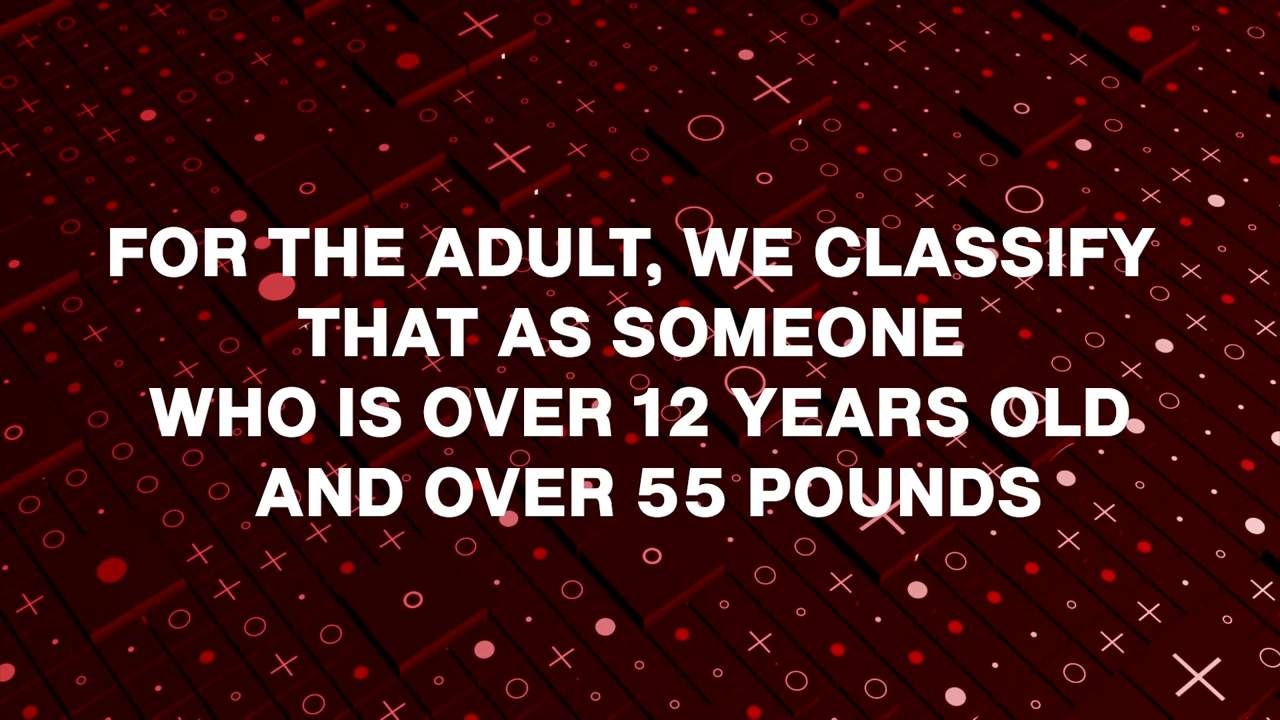 FOR THE ADULT, WE CLASSIFY
THAT AS SOMEONE
WHO IS OVER 12 YEARS OLD
AND OVER 55 POUNDS